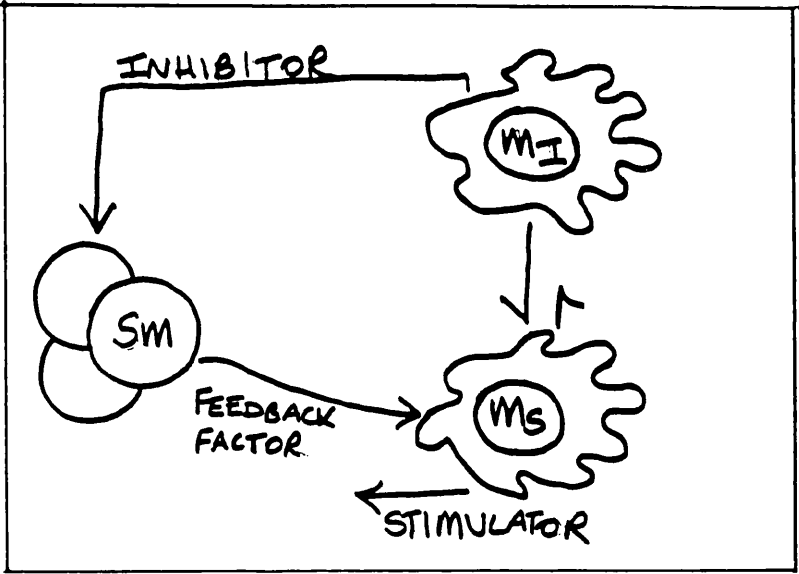 INHIBITOR
mI
Sm
FEEDBACK
FACTOR
ms
STIMULATOR